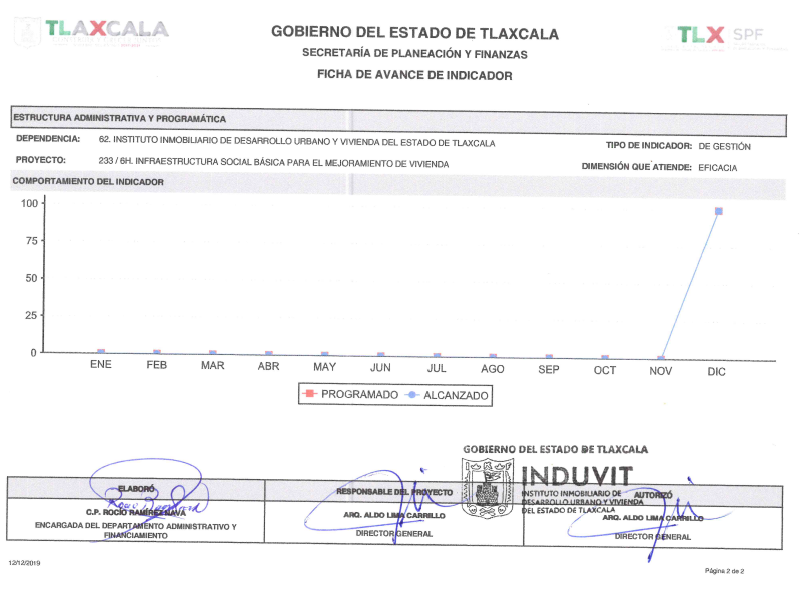 TLAXCALA
GOBIERNO DEL ESTADO DE TLAXCALA
SECRETARÍA DE PLANEACIÓN Y FINANZAS
FICHA DE AVANCE DE INDICADOR
TLX SPF
ESTRUCTURA ADMINISTRATIVA Y PROGRAMÁTICA
DEPENDENCIA: 62. INSTITUTO INMOBILIARIO DE DESARROLLO URBANO Y VIVIENDA DEL ESTADO DE TLAXCALA
TIPO DE INDICADOR: DE GESTIÓN
PROYECTO: 233 / 6H. INFRAESTRUCTURA SOCIAL BÁSICA PARA EL MEJORAMIENTO DE VIVIENDA
DIMENSIÓN QUE ATIENDE: EFICACIA
COMPORTAMIENTO DEL INDICADOR
100
75
50
25
0
ENE FEB MAR ABR MAY JUN JUL AGO SEP OCT NOV DIC
PROGRAMADO ALCANZADO
GOBIERNO DEL ESTADO DE TLAXCALA
INDUVIT
INSTITUTO INMOBILIARIO DE
DESARROLLO URBANO Y VIVIENDA
DEL ESTADO DE TLAXCALA
ELABORÓ
C.P. ROCIO RAMÍREZ NAVA
ENCARGADA DEL DEPARTAMENTO ADMINISTRATIVO Y
FINANCIAMIENTO
RESPONSABLE DEL PROYECTO
ARQ. ALDO LIMA CARRILLO
DIRECTOR GENERAL
AUTORIZÓ
ARQ. ALDO LIMA CARRILLO
DIRECTOR GENERAL
12/12/2019
Página 2 de 2